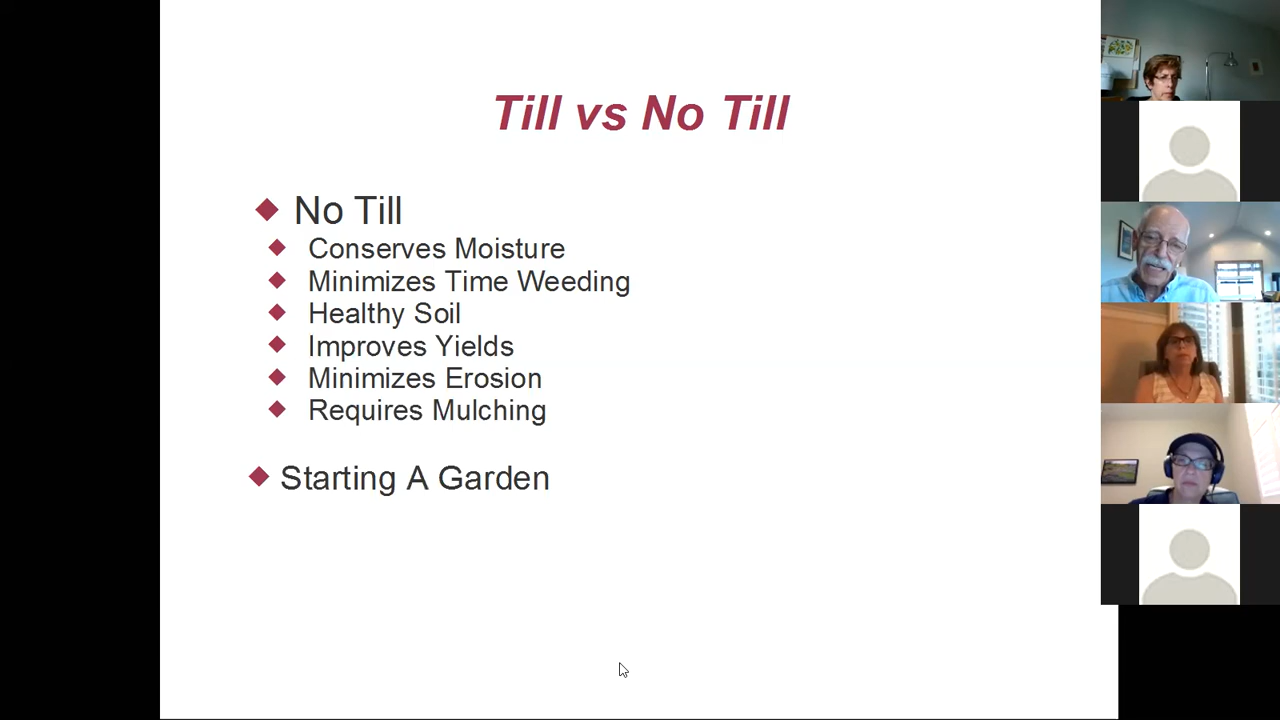 Till vs No Till
No Till
Conserves Moisture
Minimizes Time Weeding
Healthy Soil
Improves Yields
Minimizes Erosion
Requires Mulching
Starting A Garden